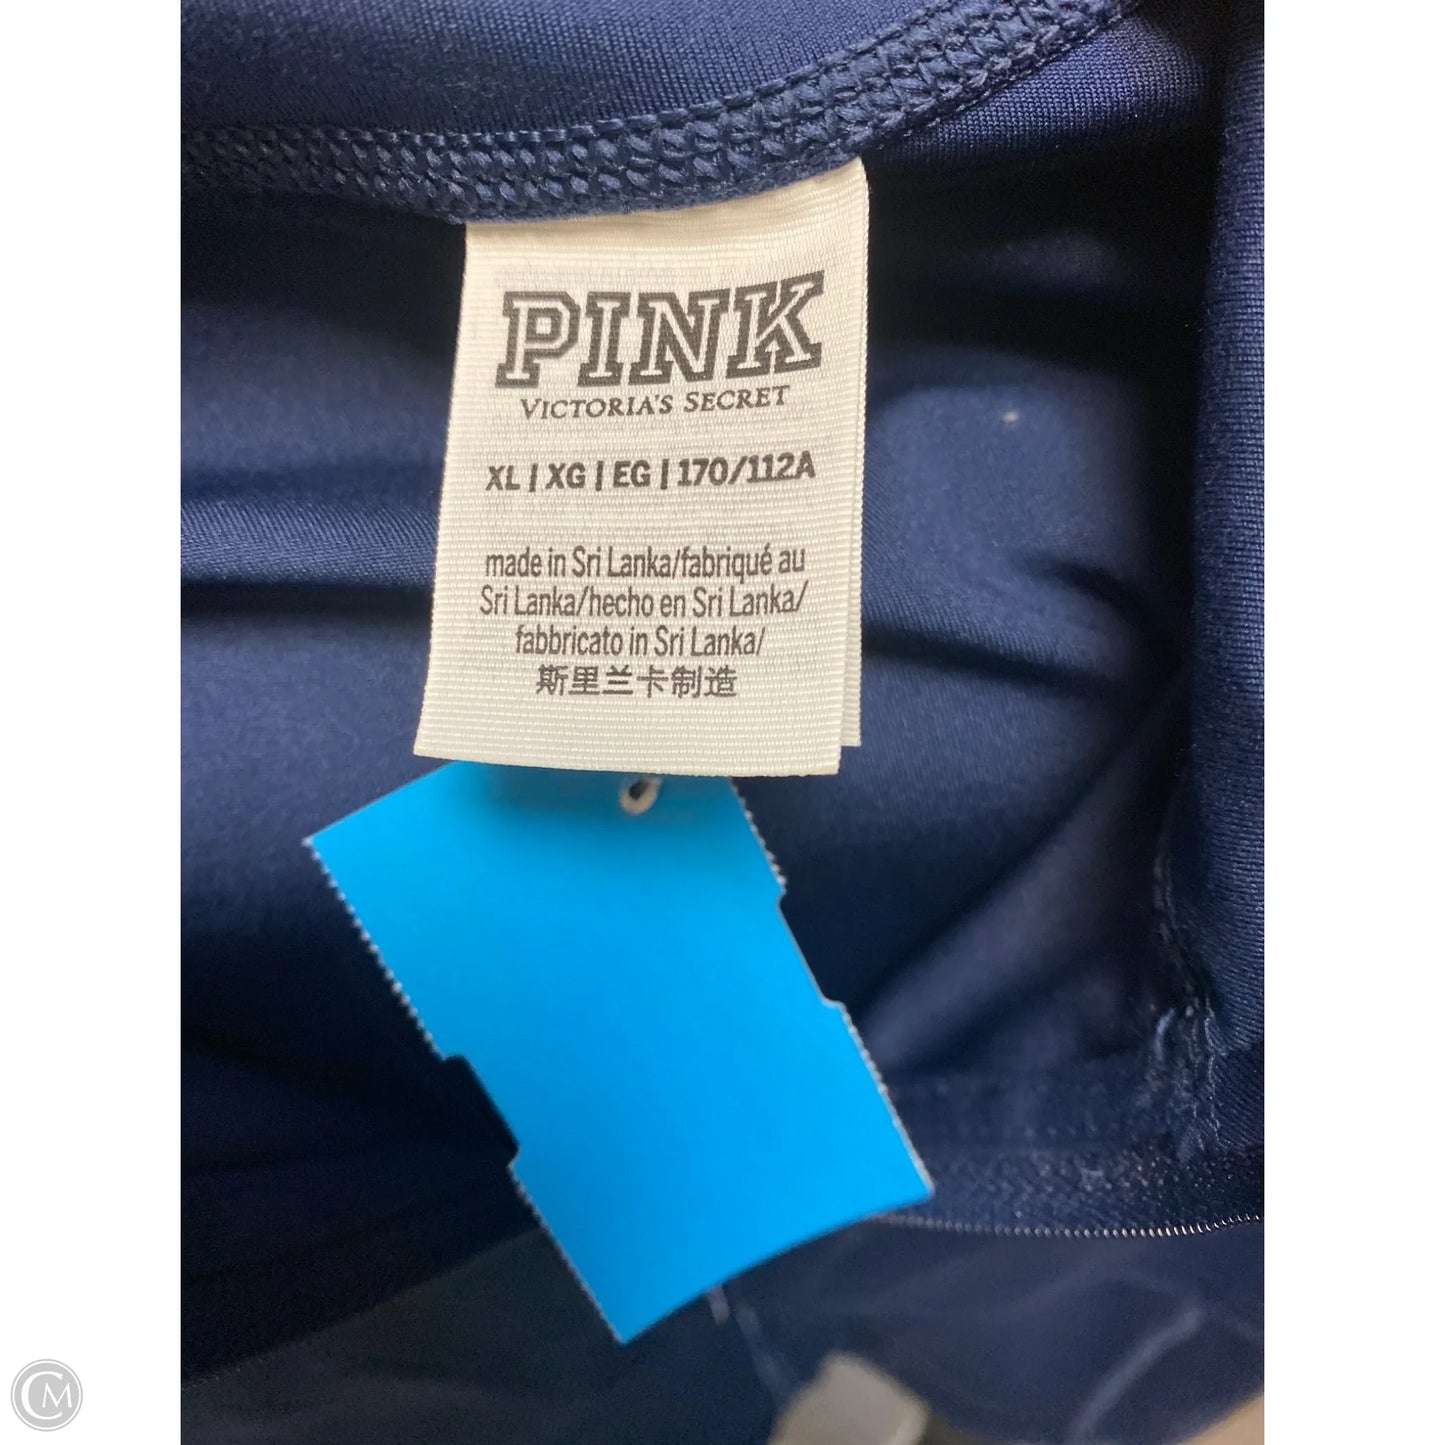 PINK
VICTORIA'S SECRET
XL | XG | EG | 170/112A
made in Sri Lanka/fabriqué au
Sri Lanka/hecho en Sri Lanka/
fabbricato in Sri Lanka/
斯里兰卡制造
CM